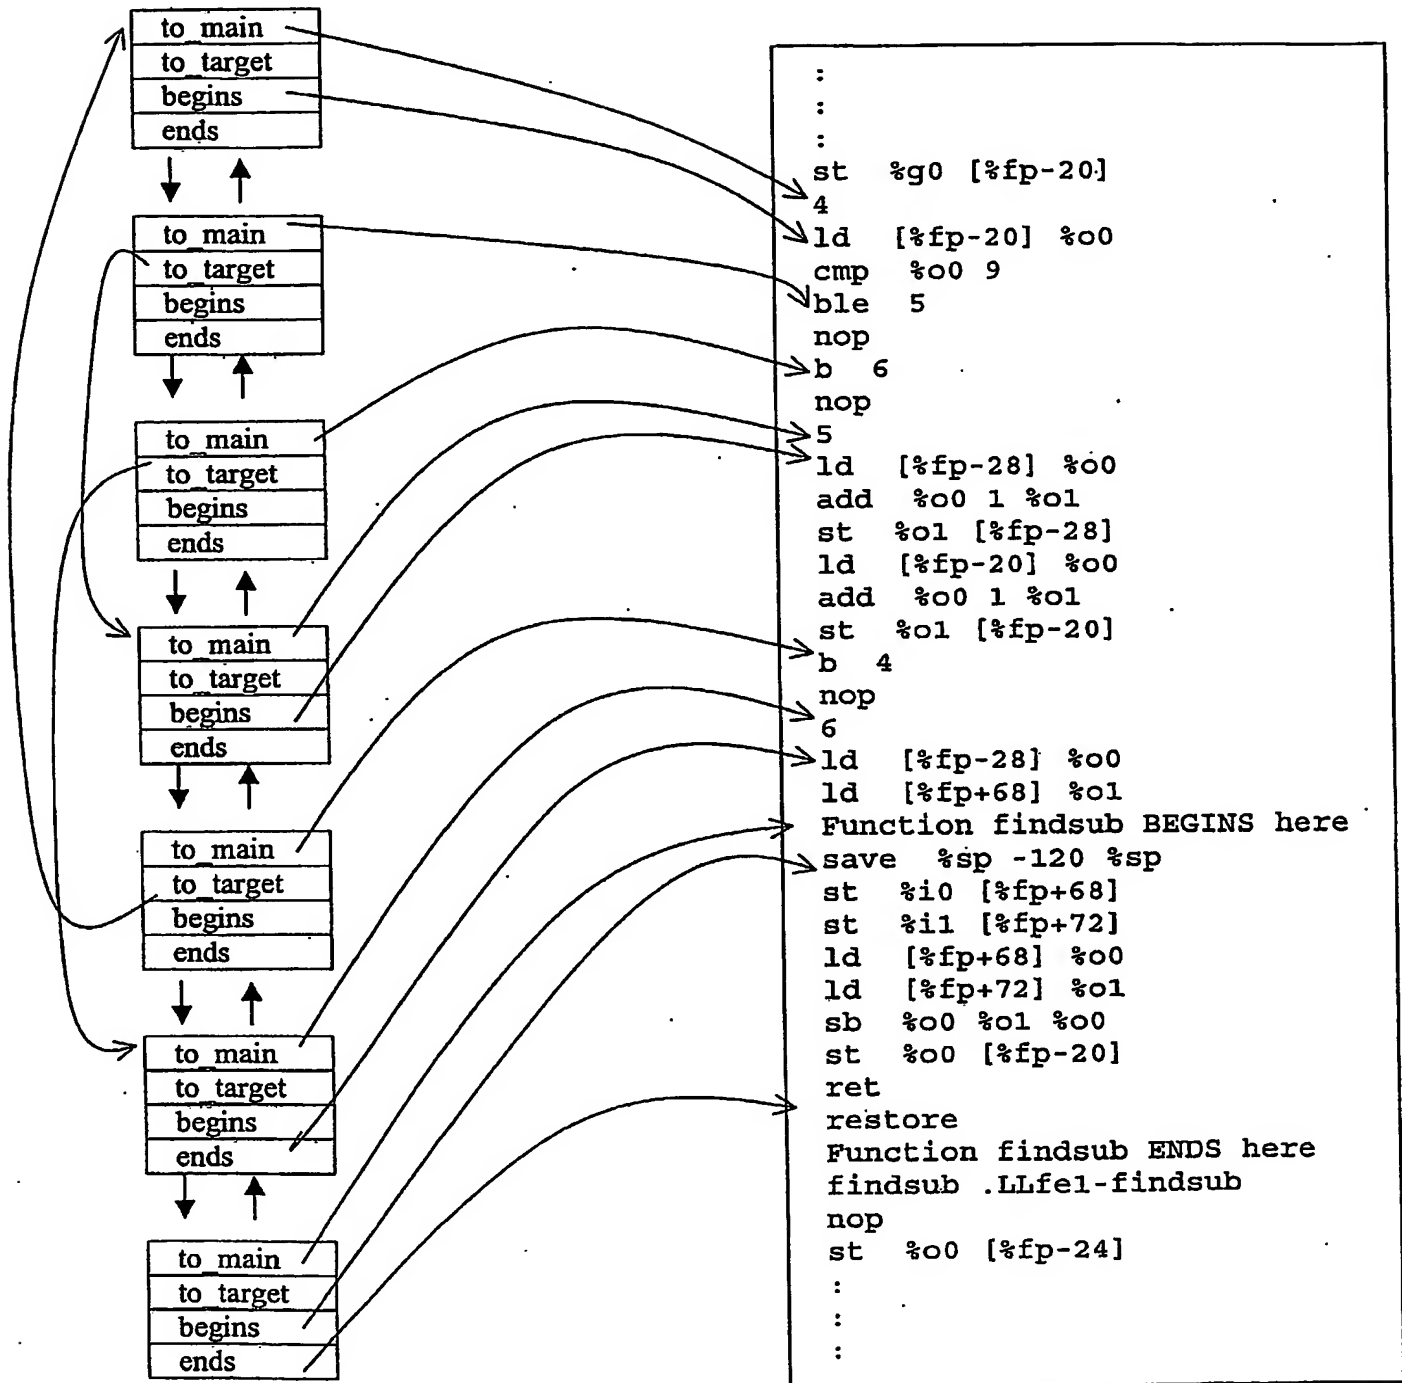 to_main
to_target
begins
ends
to_main
to_target
begins
ends
to_main
to_target
begins
ends
to_main
to_target
begins
ends
to_main
to_target
begins
ends
to_main
to_target
begins
ends
to_main
to_target
begins
ends
:
:
:
st %g0 [%fp-20]
4
ld [%fp-20] %o0
cmp %o0 9
ble 5
nop
b 6
nop
5
ld [%fp-28] %o0
add %o0 1 %o1
st %o1 [%fp-28]
ld [%fp-20] %o0
add %o0 1 %o1
st %o1 [%fp-20]
b 4
nop
6
ld [%fp-28] %o0
ld [%fp+68] %o1
Function findsub BEGINS here
save %sp -120 %sp
st %i0 [%fp+68]
st %i1 [%fp+72]
ld [%fp+68] %o0
ld [%fp+72] %o1
sb %o0 %o1 %o0
st %o0 [%fp-20]
ret
restore
Function findsub ENDS here
findsub .LLfe1-findsub
nop
st %o0 [%fp-24]
:
:
: